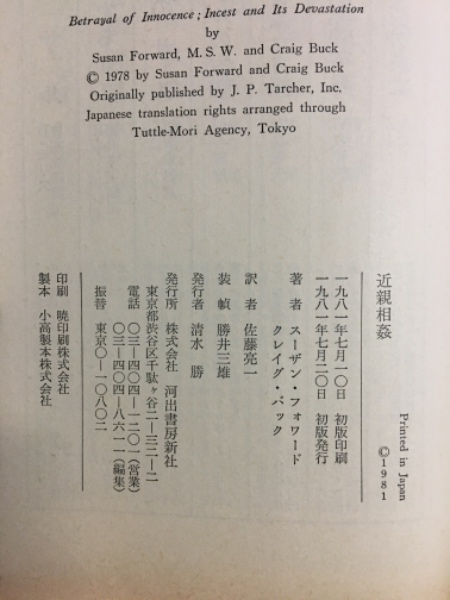 Betrayal of Innocence; Incest and Its Devastation
by
Susan Forward, M. S. W. and Craig Buck
© 1978 by Susan Forward and Craig Buck
Originally published by J. P. Tarcher, Inc.
Japanese translation rights arranged through
Tuttle-Mori Agency, Tokyo
Printed in Japan
©1981
近親相姦
一九八一年七月一〇日 初版印刷
一九八一年七月二〇日 初版発行
著者 スーザン・フォワード
クレイグ・バック
訳者 佐藤亮一
装幀 勝井三雄
発行者 清水勝
発行所 株式会社 河出書房新社
東京都渋谷区千駄ヶ谷二―三二―二
電話 〇三―四〇四―一二〇一(営業)
〇三―四〇四―八六一一(編集)
振替 東京〇―一〇八〇二
印刷 暁印刷株式会社
製本 小高製本株式会社